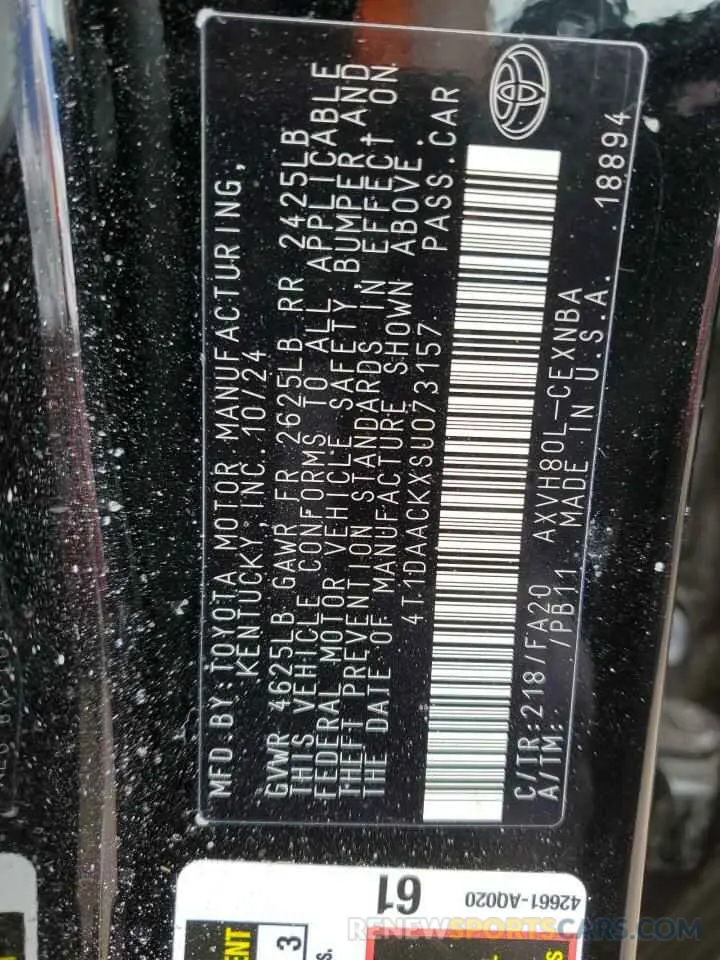 MFD.BY:TOYOTA MOTOR MANUFACTURING,
KENTUCKY, INC. 10/24
GVWR 4625LB GAWR FR 2625LB RR 2425LB
THIS VEHICLE CONFORMS TO ALL APPLICABLE
FEDERAL MOTOR VEHICLE SAFETY, BUMPER, AND
THEFT PREVENTION STANDARDS IN EFFECT ON
THE DATE OF MANUFACTURE SHOWN ABOVE.
4T1DAACKXSU073157 PASS.CAR
C/TR:218/FA20 AXVH80L-CEXNBA
A/TM: /PB11 MADE IN U.S.A. 18894
61
42661-AQ020
3
RENEWSPORTSCARS.COM